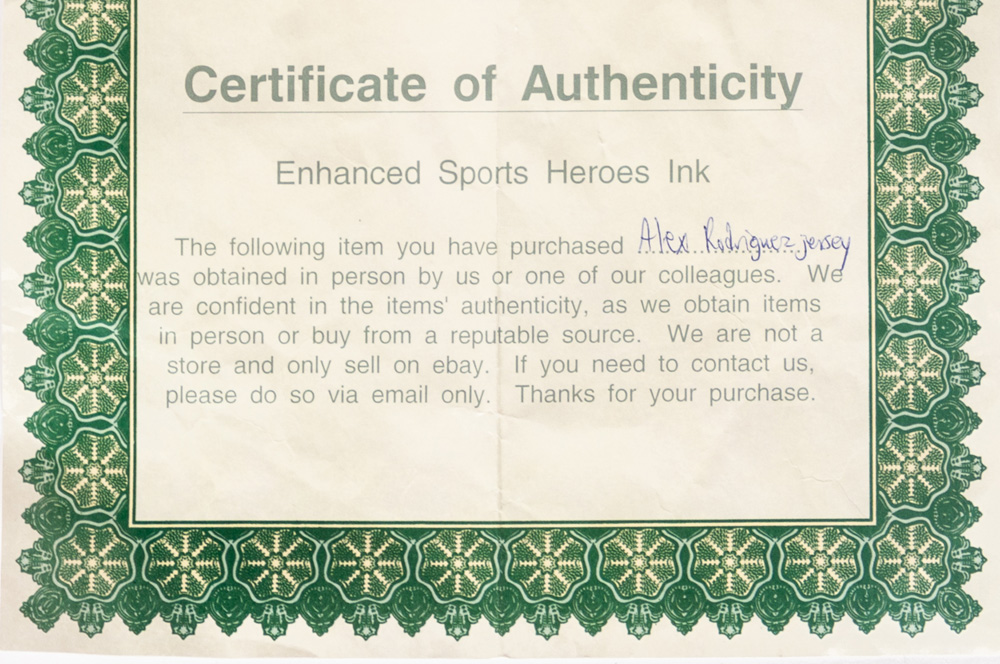 Certificate of Authenticity
Enhanced Sports Heroes Ink
The following item you have purchased Alex Rodriguez jersey
was obtained in person by us or one of our colleagues. We
are confident in the items' authenticity, as we obtain items
in person or buy from a reputable source. We are not a
store and only sell on ebay. If you need to contact us,
please do so via email only. Thanks for your purchase.